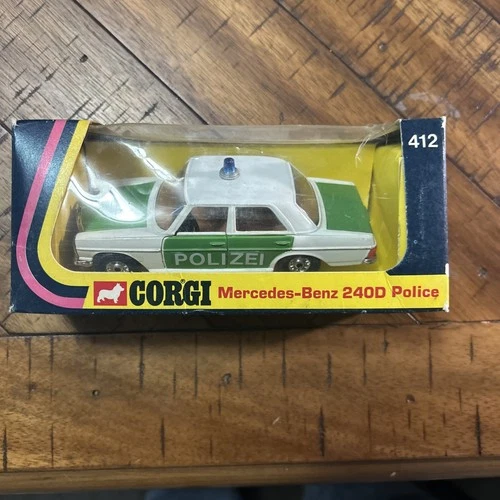 412
POLIZEI
CORGI Mercedes-Benz 240D Police